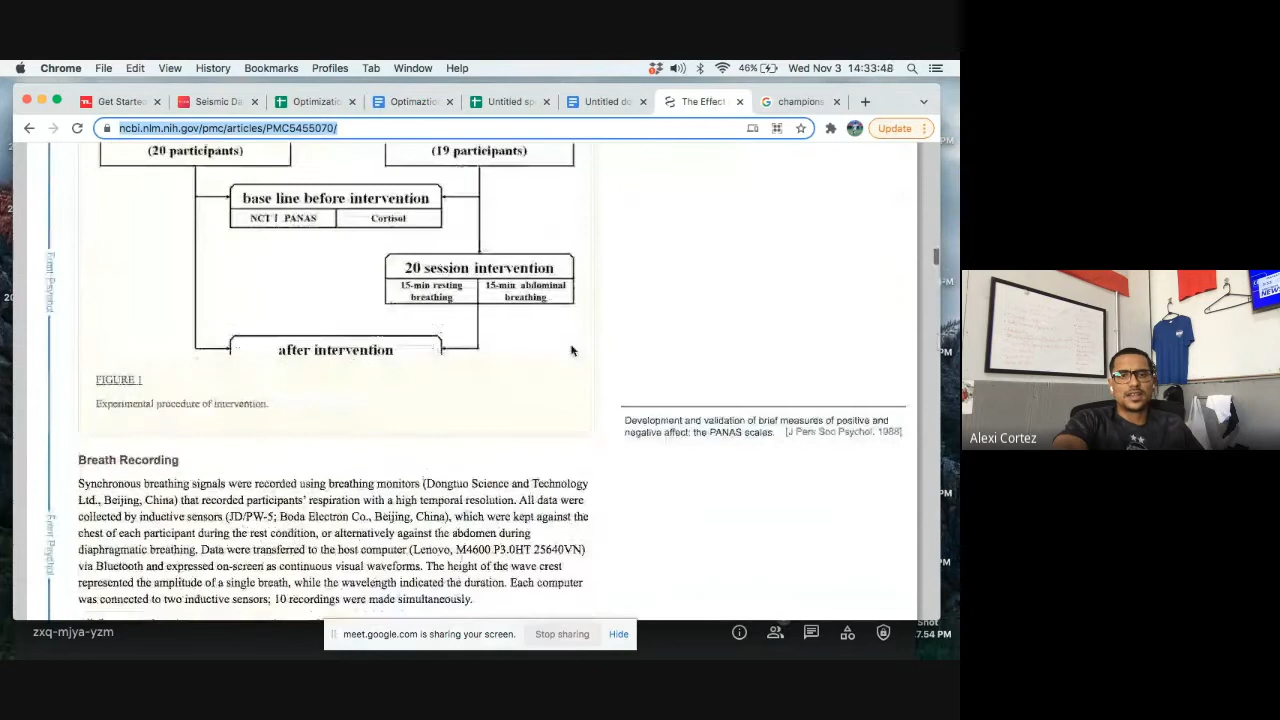 Chrome File Edit View History Bookmarks Profiles Tab Window Help 46% Wed Nov 3 14:33:48
Get Starte Seismic Da Optimizatio Optimaztio Untitled sp Untitled do The Effect champions
ncbi.nlm.nih.gov/pmc/articles/PMC5455070/ Update
(20 participants) (19 participants)
base line before intervention
NCT PANAS Cortisol
20 session intervention
15-min resting 15-min abdominal
breathing breathing
after intervention
FIGURE 1
Experimental procedure of intervention.
Development and validation of brief measures of positive and
negative affect: the PANAS scales. [J Pers Soc Psychol. 1988]
Breath Recording
Synchronous breathing signals were recorded using breathing monitors (Dongtuo Science and Technology
Ltd., Beijing, China) that recorded participants' respiration with a high temporal resolution. All data were
collected by inductive sensors (JD/PW-5; Boda Electron Co., Beijing, China), which were kept against the
chest of each participant during the rest condition, or alternatively against the abdomen during
diaphragmatic breathing. Data were transferred to the host computer (Lenovo, M4600 P3.0HT 25640VN)
via Bluetooth and expressed on-screen as continuous visual waveforms. The height of the wave crest
represented the amplitude of a single breath, while the wavelength indicated the duration. Each computer
was connected to two inductive sensors; 10 recordings were made simultaneously.
Front Psychol
Front Psychol
meet.google.com is sharing your screen. Stop sharing Hide
zxq-mjya-yzm
Shot
7.54 PM
Alexi Cortez